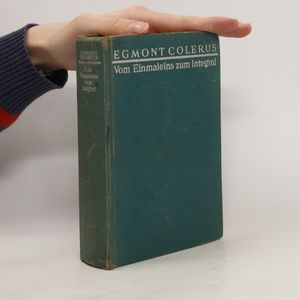 EGMONT COLERUS
Vom Einmaleins zum Integral
EGMONT
COLERUS
Vom
Einmaleins
zum
Integral